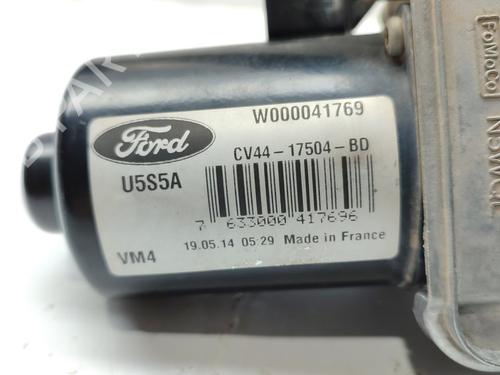 W000041769
Ford
CV44-17504-BD
U5S5A
7 633000 417696
19.05.14 05:29 Made in France
VM4
FoMoCo